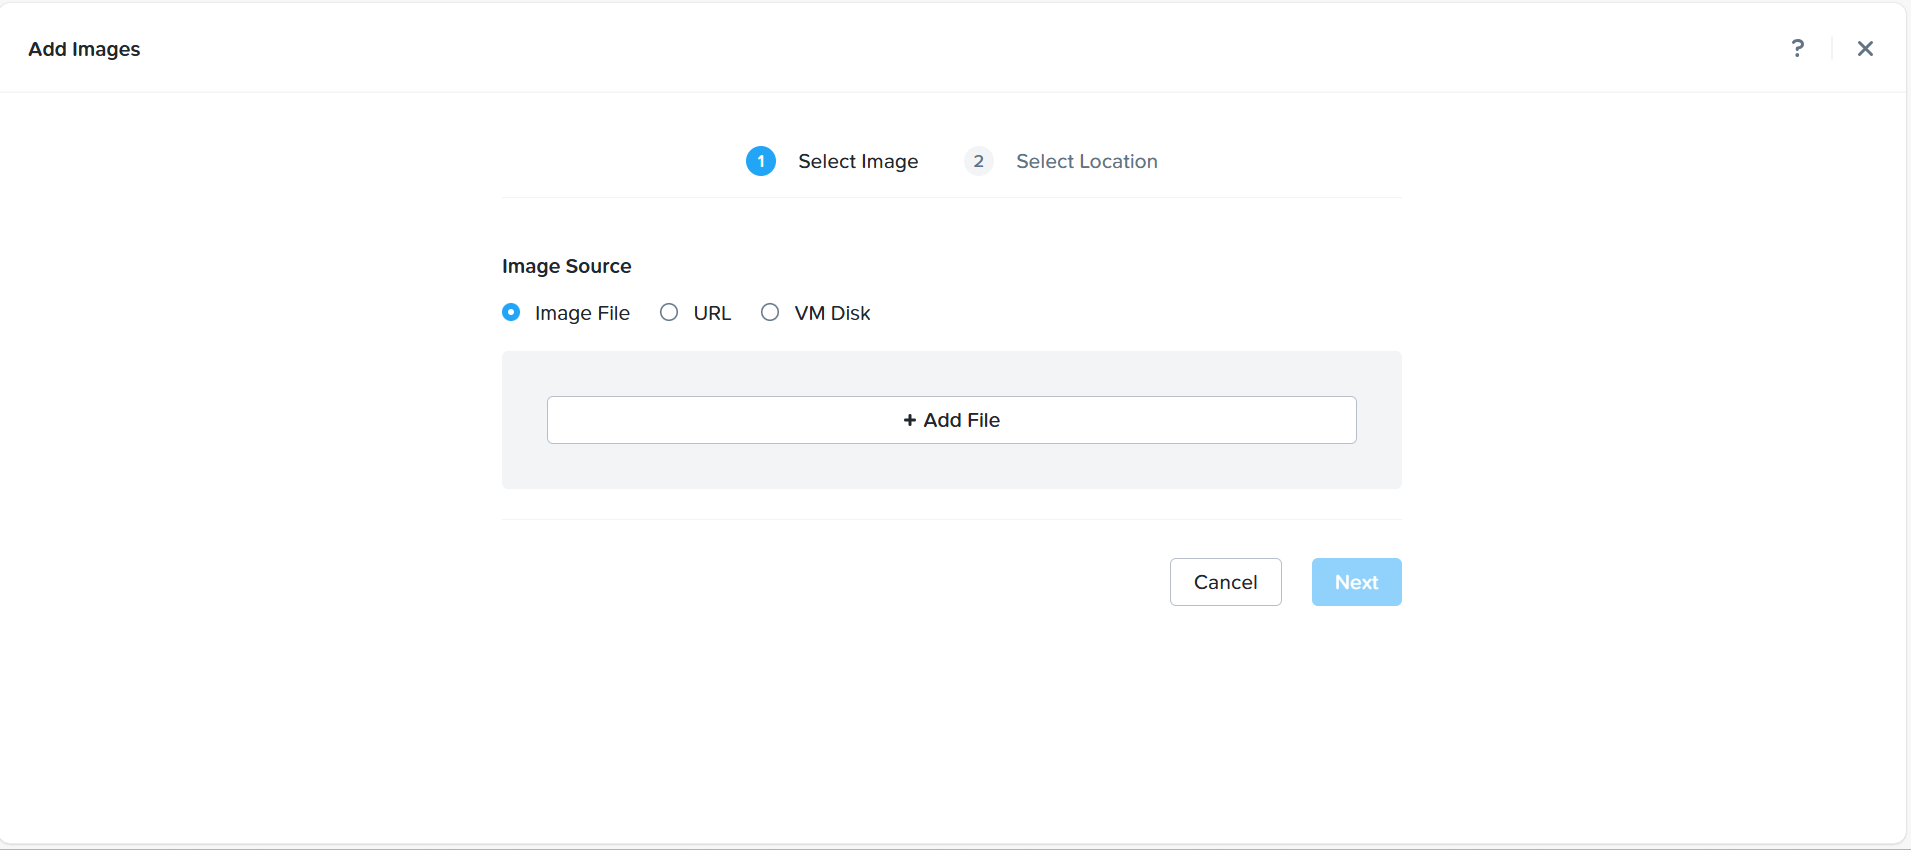 Add Images
?
1 Select Image 2 Select Location
Image Source
Image File URL VM Disk
+ Add File
Cancel Next